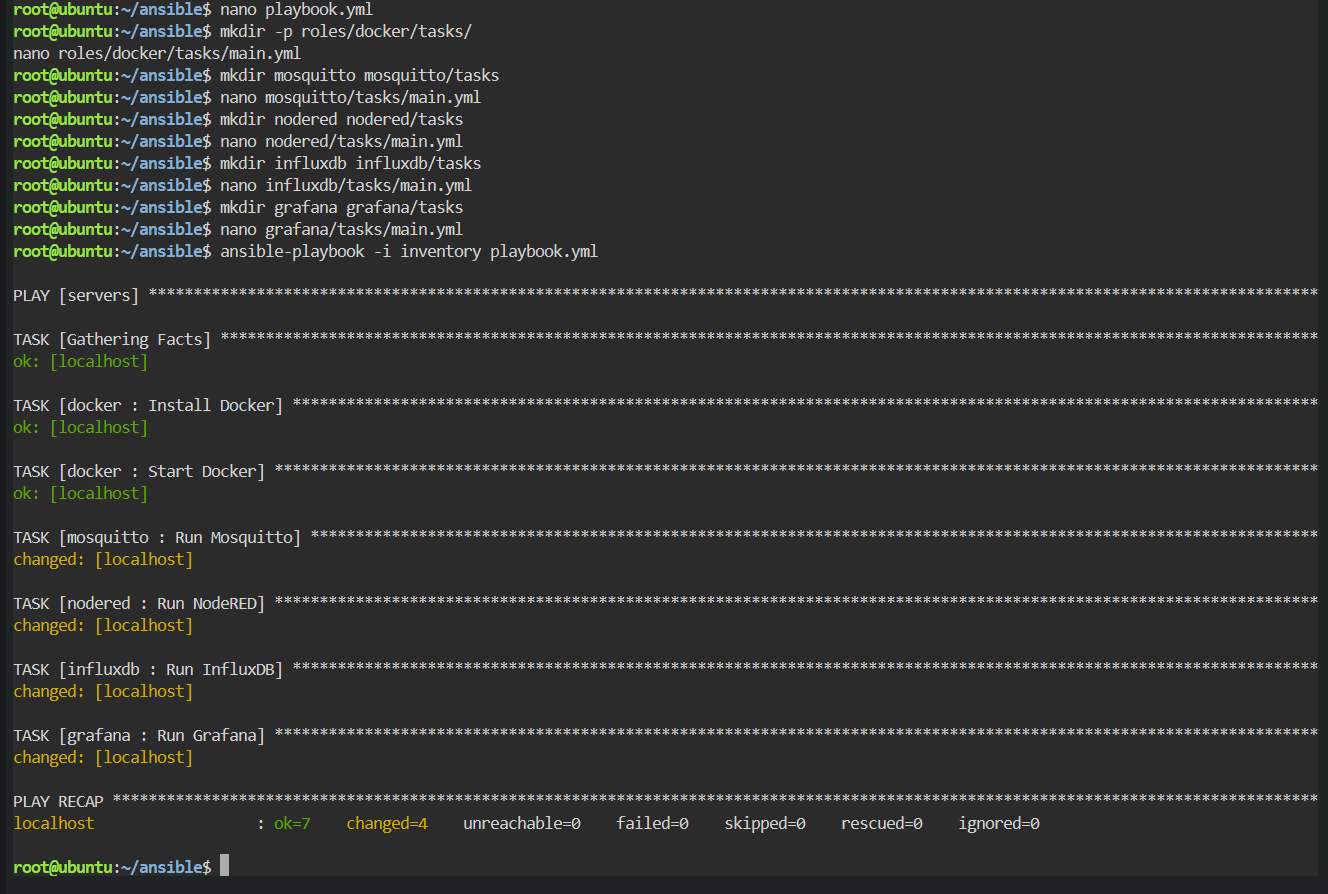 root@ubuntu:~/ansible$ nano playbook.yml
root@ubuntu:~/ansible$ mkdir -p roles/docker/tasks/
nano roles/docker/tasks/main.yml
root@ubuntu:~/ansible$ mkdir mosquitto mosquitto/tasks
root@ubuntu:~/ansible$ nano mosquitto/tasks/main.yml
root@ubuntu:~/ansible$ mkdir nodered nodered/tasks
root@ubuntu:~/ansible$ nano nodered/tasks/main.yml
root@ubuntu:~/ansible$ mkdir influxdb influxdb/tasks
root@ubuntu:~/ansible$ nano influxdb/tasks/main.yml
root@ubuntu:~/ansible$ mkdir grafana grafana/tasks
root@ubuntu:~/ansible$ nano grafana/tasks/main.yml
root@ubuntu:~/ansible$ ansible-playbook -i inventory playbook.yml
PLAY [servers] **********************************************************************************************************************************
TASK [Gathering Facts] **************************************************************************************************************************
ok: [localhost]
TASK [docker : Install Docker] ******************************************************************************************************************
ok: [localhost]
TASK [docker : Start Docker] ********************************************************************************************************************
ok: [localhost]
TASK [mosquitto : Run Mosquitto] ****************************************************************************************************************
changed: [localhost]
TASK [nodered : Run NodeRED] ********************************************************************************************************************
changed: [localhost]
TASK [influxdb : Run InfluxDB] ******************************************************************************************************************
changed: [localhost]
TASK [grafana : Run Grafana] ********************************************************************************************************************
changed: [localhost]
PLAY RECAP **************************************************************************************************************************************
localhost                  : ok=7    changed=4    unreachable=0    failed=0    skipped=0    rescued=0    ignored=0
root@ubuntu:~/ansible$